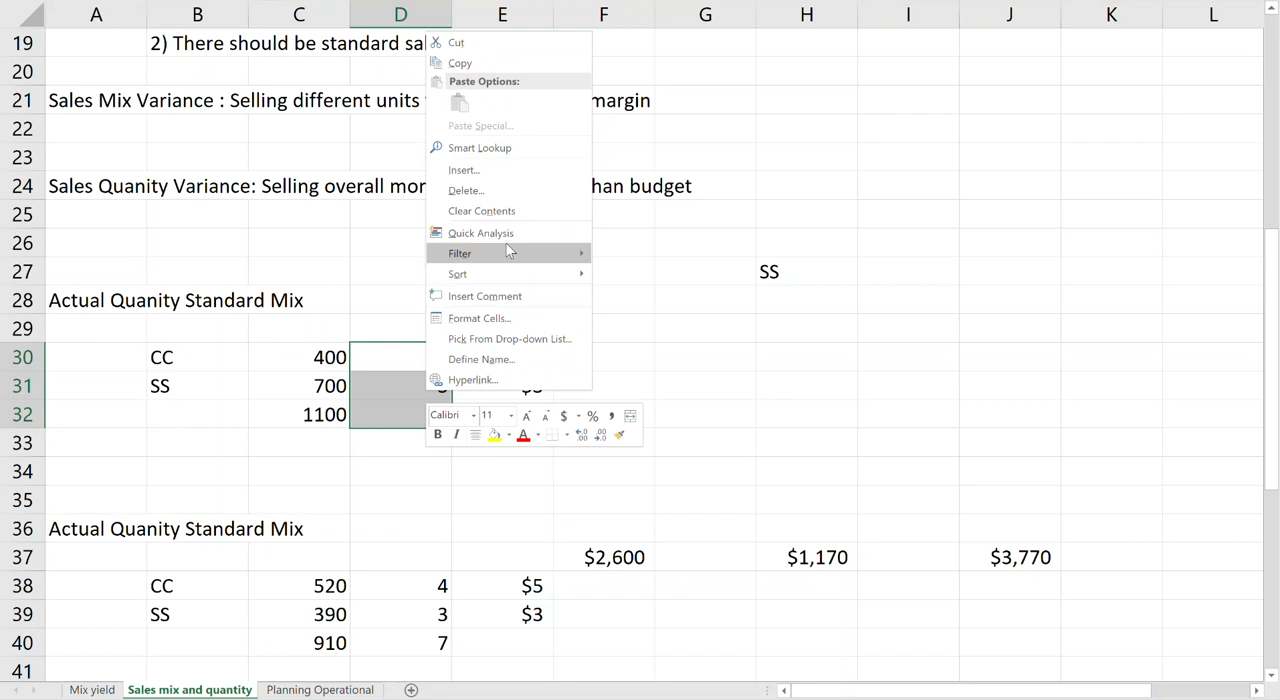 A B C D E F G H I J K L
19 2) There should be standard sal
20
21 Sales Mix Variance : Selling different units margin
22
23
24 Sales Quanity Variance: Selling overall mor han budget
25
26
27 SS
28 Actual Quanity Standard Mix
29
30 CC 400
31 SS 700
32 1100
33
34
35
36 Actual Quanity Standard Mix
37 $2,600 $1,170 $3,770
38 CC 520 4 $5
39 SS 390 3 $3
40 910 7
41
Cut
Copy
Paste Options:
Paste Special...
Smart Lookup
Insert...
Delete...
Clear Contents
Quick Analysis
Filter
Sort
Insert Comment
Format Cells...
Pick From Drop-down List...
Define Name...
Hyperlink...
Calibri 11 A A $ % ,
B I A .00 .00
Mix yield Sales mix and quantity Planning Operational